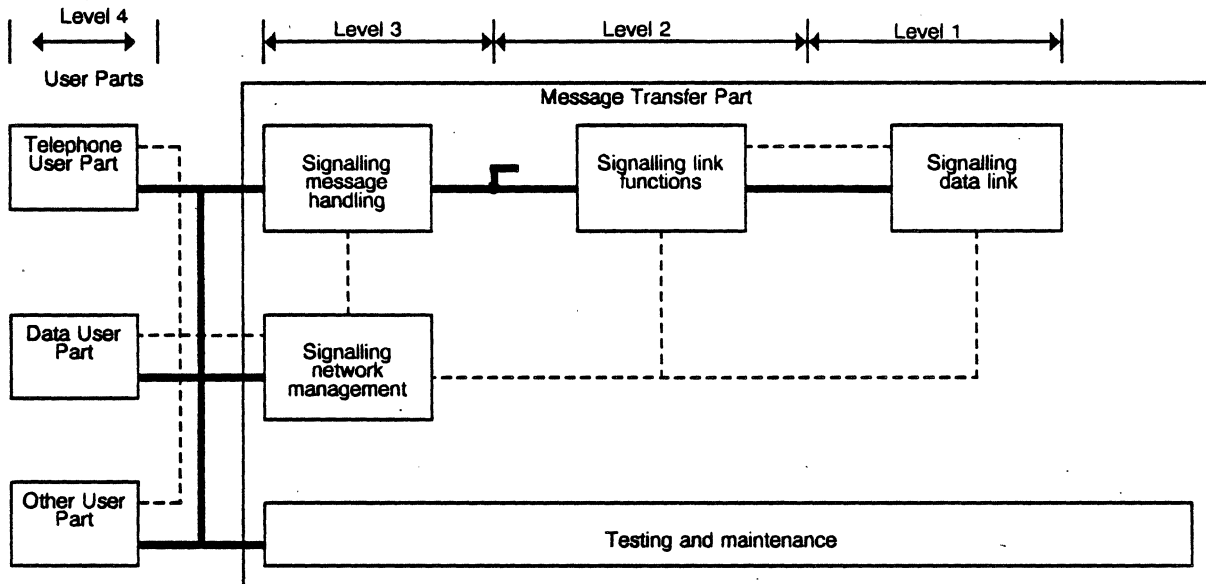 Level 4
Level 3
Level 2
Level 1
User Parts
Message Transfer Part
Telephone
User Part
Signalling
message
handling
Signalling link
functions
Signalling
data link
Data User
Part
Signalling
network
management
Other User
Part
Testing and maintenance